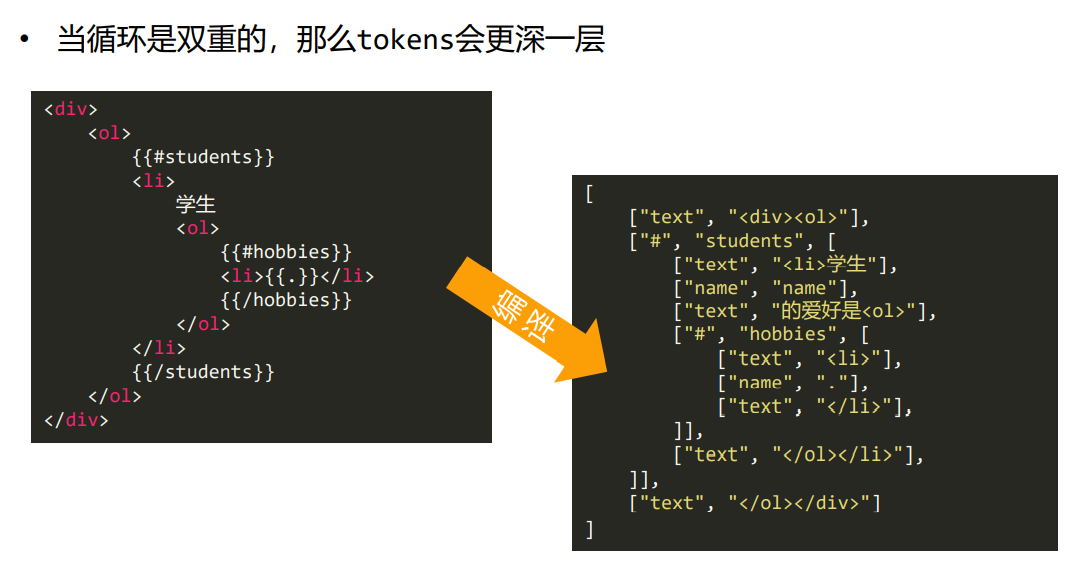 • 当循环是双重的，那么tokens会更深一层
<div>
<ol>
{{#students}}
<li>
学生
<ol>
{{#hobbies}}
<li>{{.}}</li>
{{/hobbies}}
</ol>
</li>
{{/students}}
</ol>
</div>
编译
[
["text", "<div><ol>"],
["#", "students", [
["text", "<li>学生"],
["name", "name"],
["text", "的爱好是<ol>"],
["#", "hobbies", [
["text", "<li>"],
["name", "."],
["text", "</li>"],
]],
["text", "</ol></li>"],
]],
["text", "</ol></div>"]
]